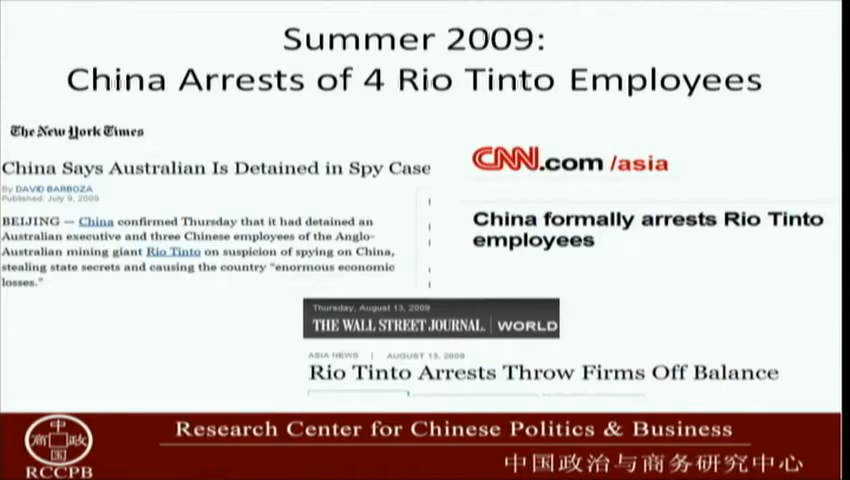 Summer 2009:
China Arrests of 4 Rio Tinto Employees
The New York Times
China Says Australian Is Detained in Spy Case
By DAVID BARBOZA
Published: July 9, 2009
BEIJING — China confirmed Thursday that it had detained an
Australian executive and three Chinese employees of the Anglo-
Australian mining giant Rio Tinto on suspicion of spying on China,
stealing state secrets and causing the country "enormous economic
losses."
CNN.com /asia
China formally arrests Rio Tinto
employees
Thursday, August 13, 2009
THE WALL STREET JOURNAL. WORLD
ASIA NEWS | AUGUST 13, 2009
Rio Tinto Arrests Throw Firms Off Balance
中
商 政
国
RCCPB
Research Center for Chinese Politics & Business
中国政治与商务研究中心